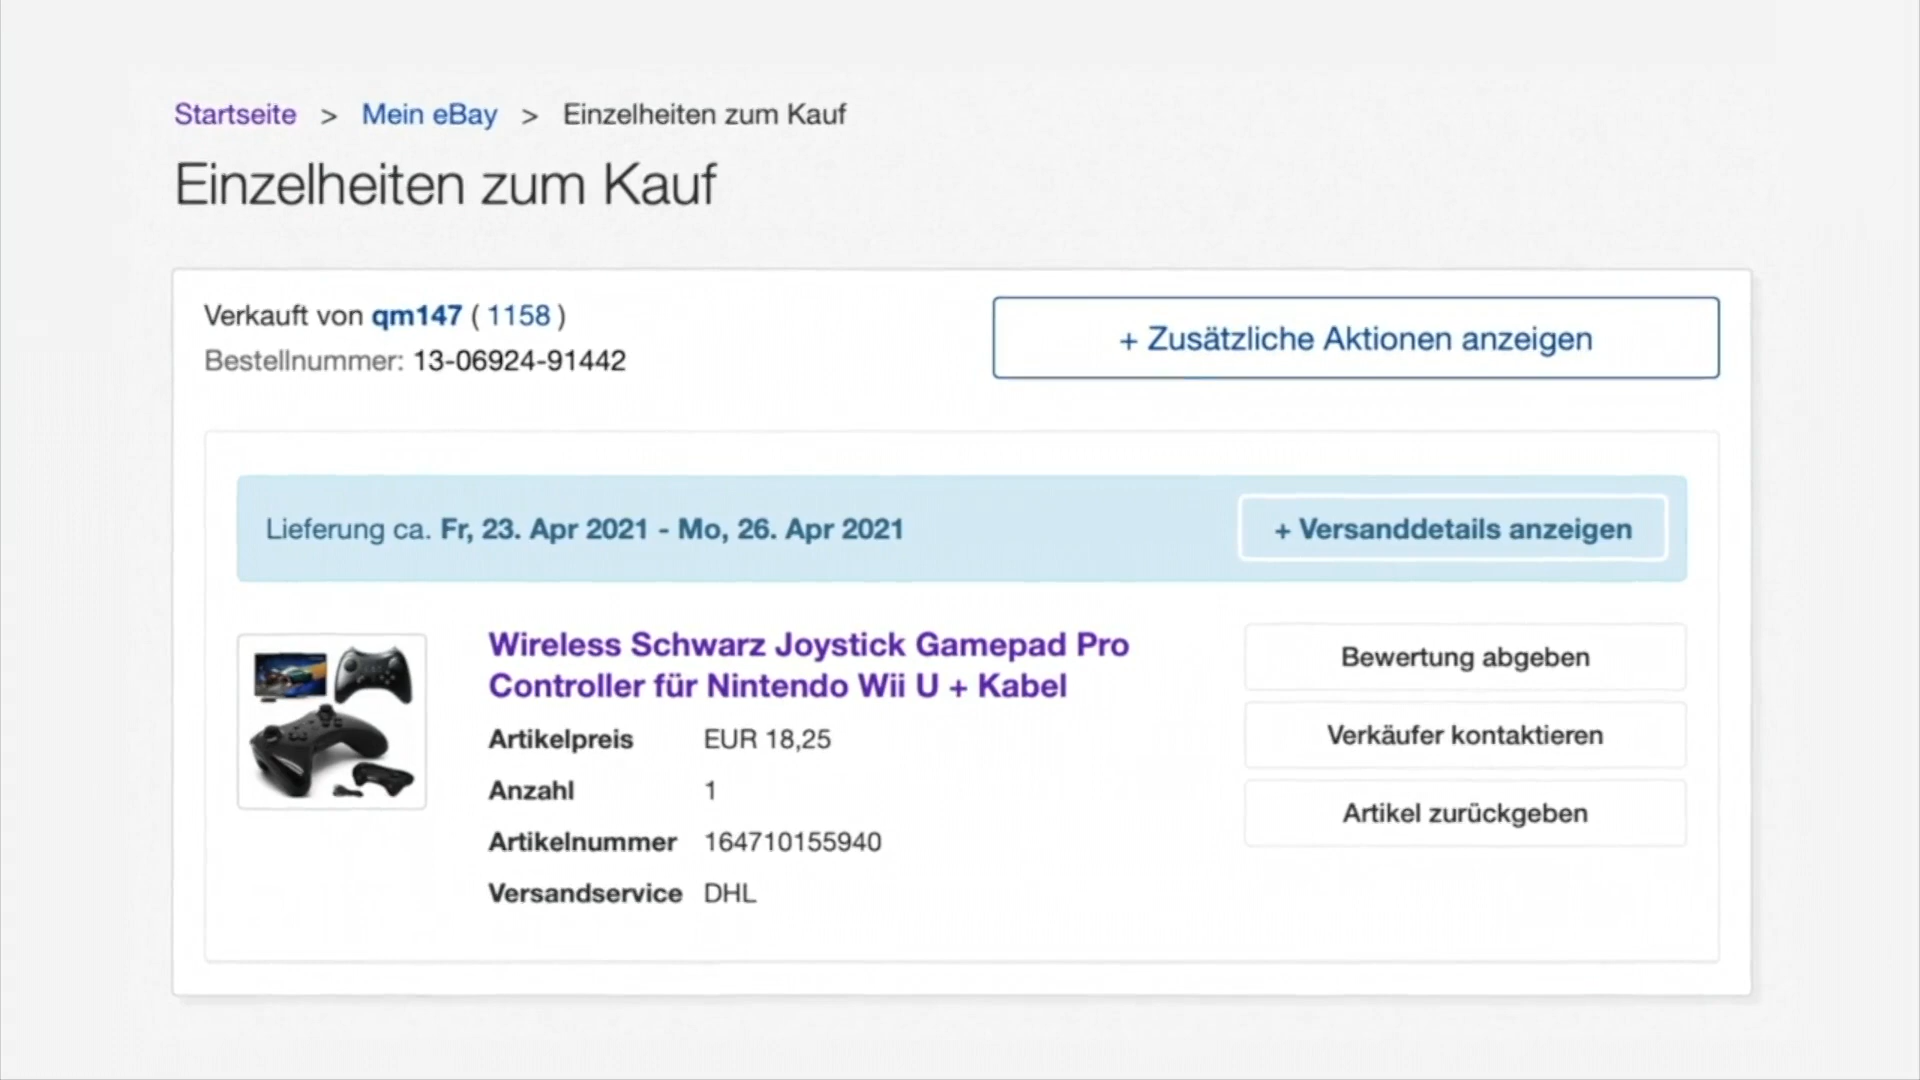 Startseite > Mein eBay > Einzelheiten zum Kauf
Einzelheiten zum Kauf
Verkauft von qm147 ( 1158 )
Bestellnummer: 13-06924-91442
+ Zusätzliche Aktionen anzeigen
Lieferung ca. Fr, 23. Apr 2021 - Mo, 26. Apr 2021
+ Versanddetails anzeigen
Wireless Schwarz Joystick Gamepad Pro
Controller für Nintendo Wii U + Kabel
Artikelpreis EUR 18,25
Anzahl 1
Artikelnummer 164710155940
Versandservice DHL
Bewertung abgeben
Verkäufer kontaktieren
Artikel zurückgeben